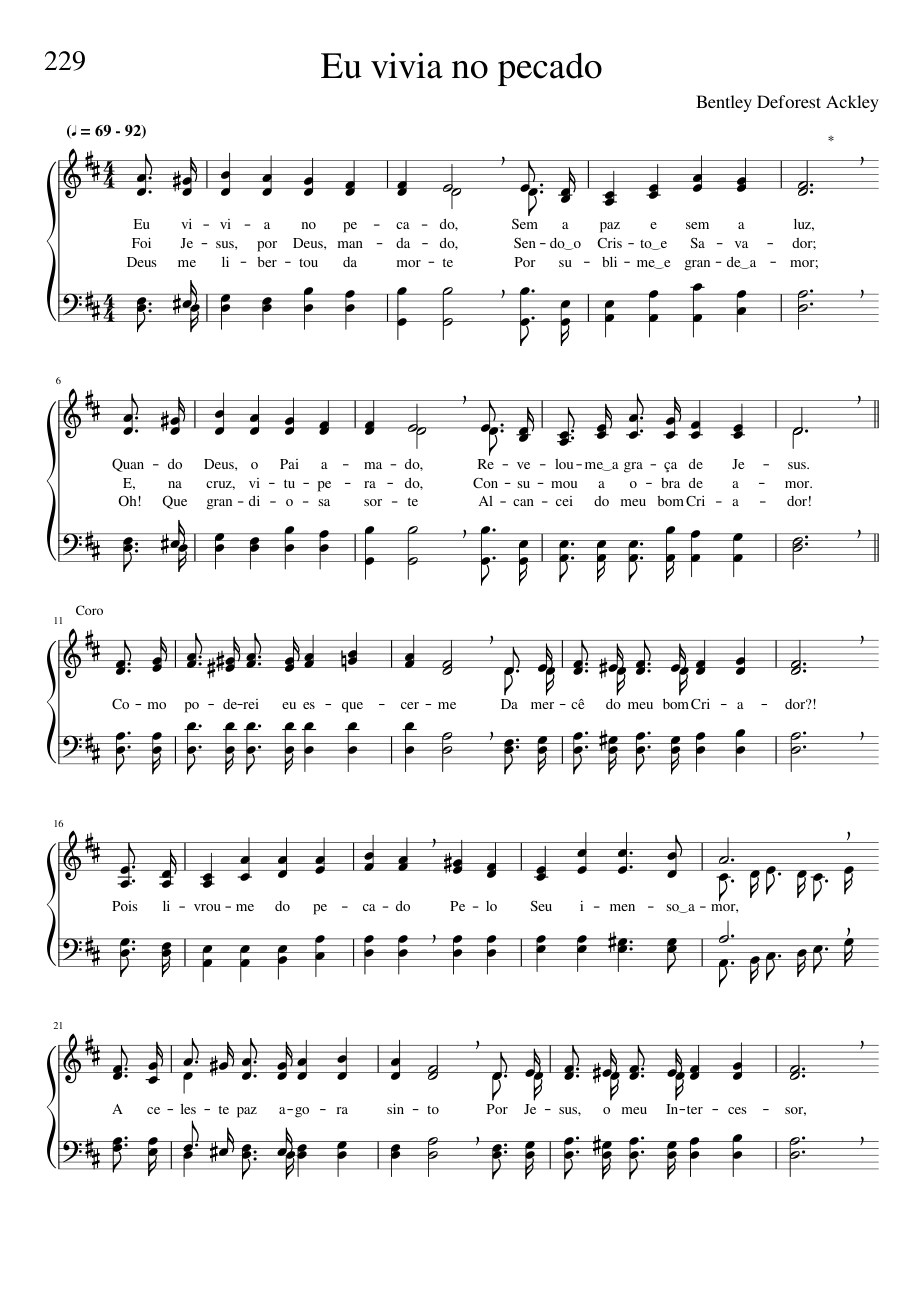 229
Eu vivia no pecado
Bentley Deforest Ackley
(♩ = 69 - 92)
*
Eu vi - vi - a no pe - ca - do, Sem a paz e sem a luz,
Foi Je - sus, por Deus, man - da - do, Sen - do_o Cris - to_e Sa - va - dor;
Deus me li - ber - tou da mor - te Por su - bli - me_e gran - de_a - mor;
6
Quan - do Deus, o Pai a - ma - do, Re - ve - lou - me_a gra - ça de Je - sus.
E, na cruz, vi - tu - pe - ra - do, Con - su - mou a o - bra de a - mor.
Oh! Que gran - di - o - sa sor - te Al - can - cei do meu bom Cri - a - dor!
Coro
11
Co - mo po - de - rei eu es - que - cer - me Da mer - cê do meu bom Cri - a - dor?!
16
Pois li - vrou - me do pe - ca - do Pe - lo Seu i - men - so_a - mor,
21
A ce - les - te paz a - go - ra sin - to Por Je - sus, o meu In - ter - ces - sor,